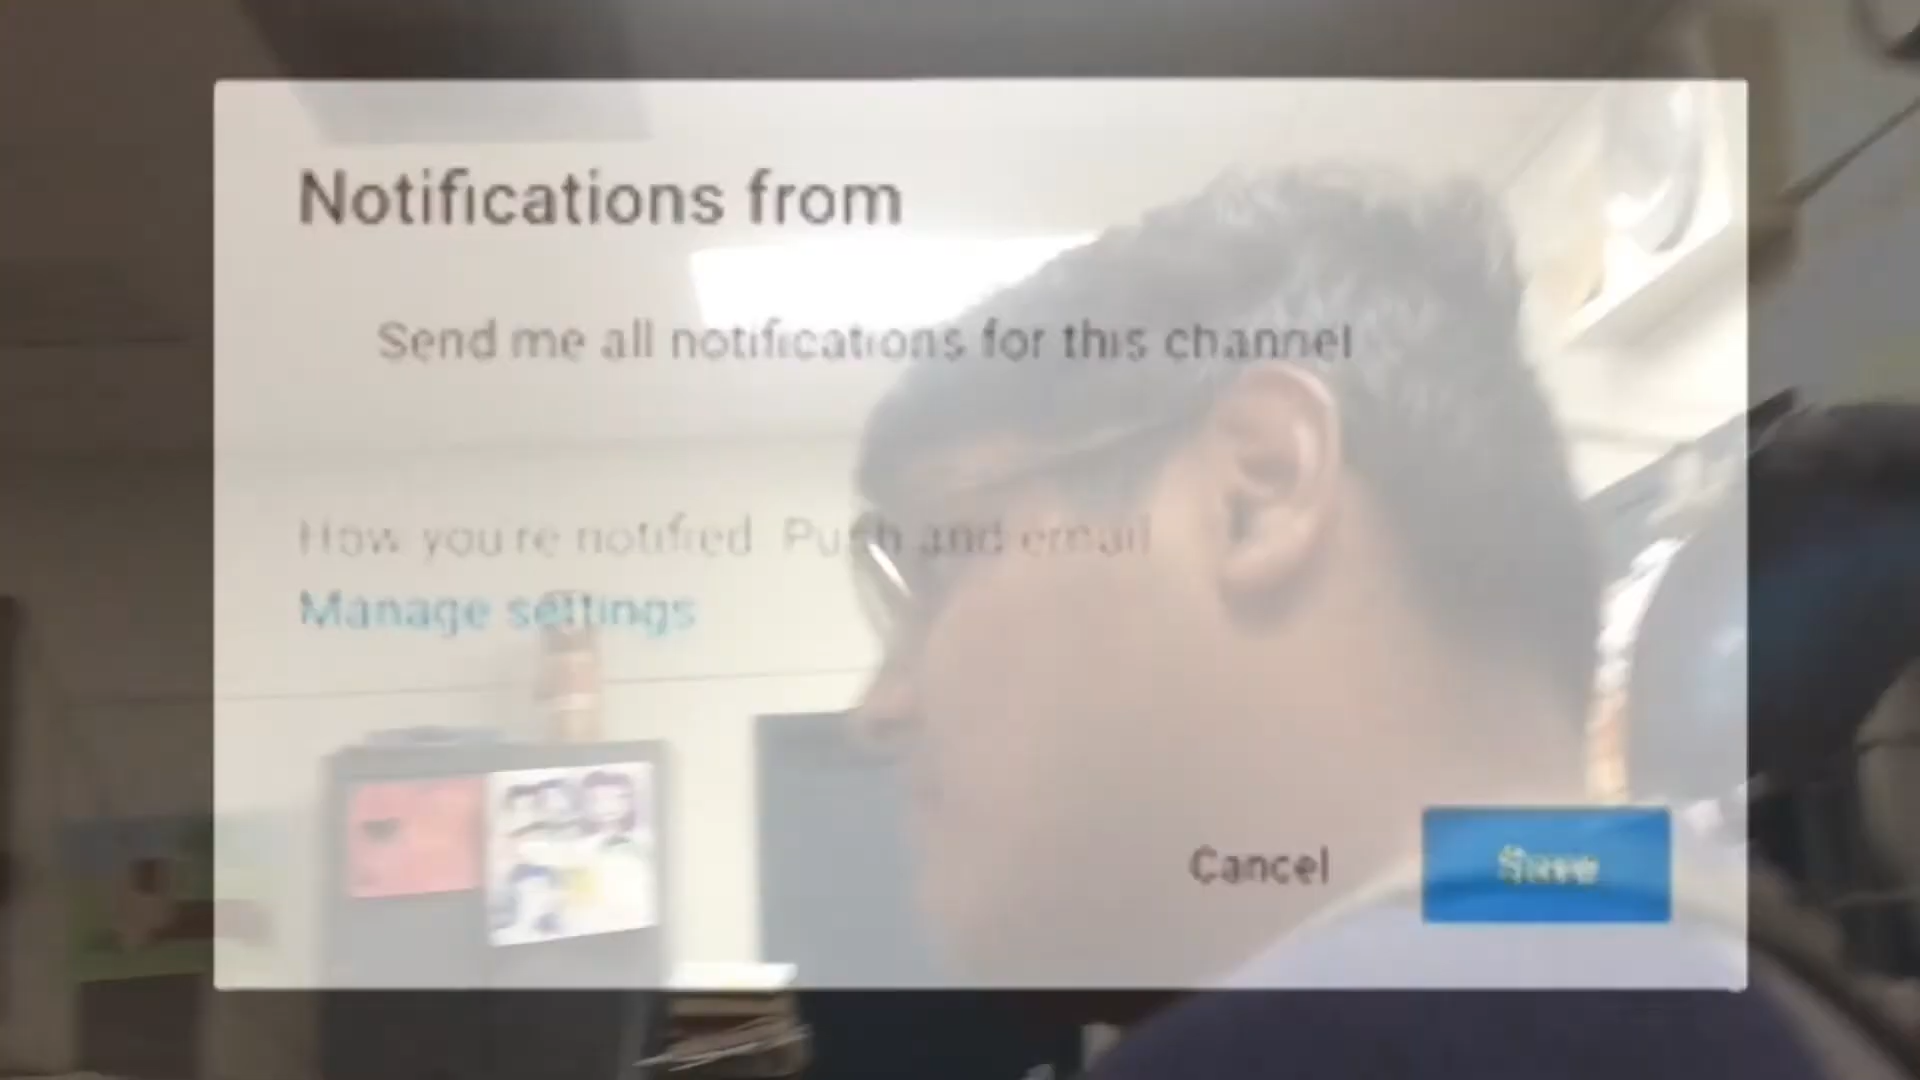 Notifications from
Send me all notifications for this channel
How you're notified: Push and email
Manage settings
Cancel
Save